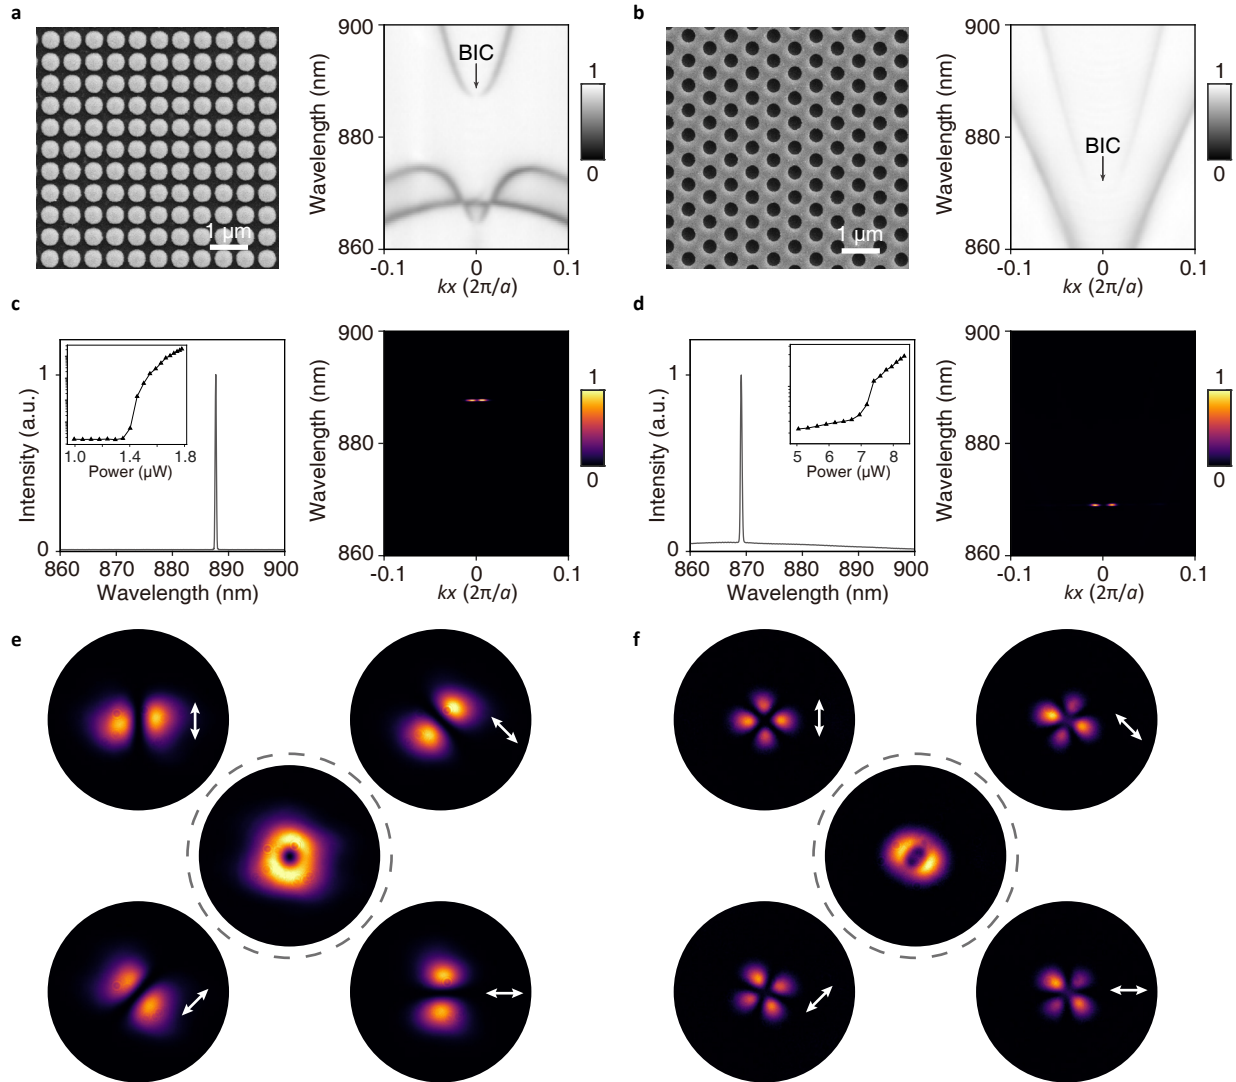 a
b
1 μm
Wavelength (nm)
900
880
860
BIC
-0.1
0
0.1
kx (2π/a)
1
0
1 μm
Wavelength (nm)
900
880
860
BIC
-0.1
0
0.1
kx (2π/a)
1
0
c
d
Intensity (a.u.)
1
0
1.0
1.4
1.8
Power (μW)
860
870
880
890
900
Wavelength (nm)
Wavelength (nm)
900
880
860
-0.1
0
0.1
kx (2π/a)
1
0
Intensity (a.u.)
1
0
5
6
7
8
Power (μW)
860
870
880
890
900
Wavelength (nm)
Wavelength (nm)
900
880
860
-0.1
0
0.1
kx (2π/a)
1
0
e
f